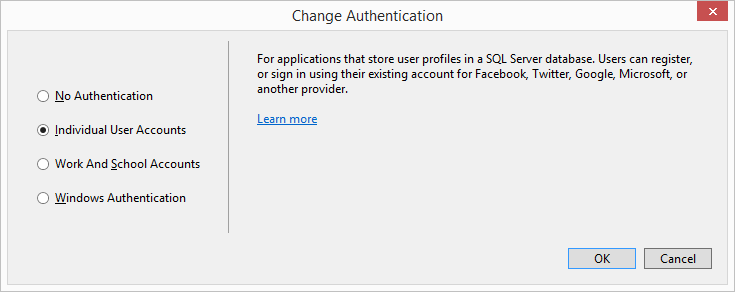 Change Authentication
No Authentication
Individual User Accounts
Work And School Accounts
Windows Authentication
For applications that store user profiles in a SQL Server database. Users can register,
or sign in using their existing account for Facebook, Twitter, Google, Microsoft, or
another provider.
Learn more
OK
Cancel